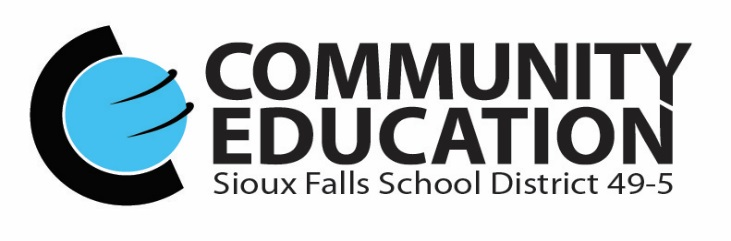 COMMUNITY
EDUCATION
Sioux Falls School District 49-5